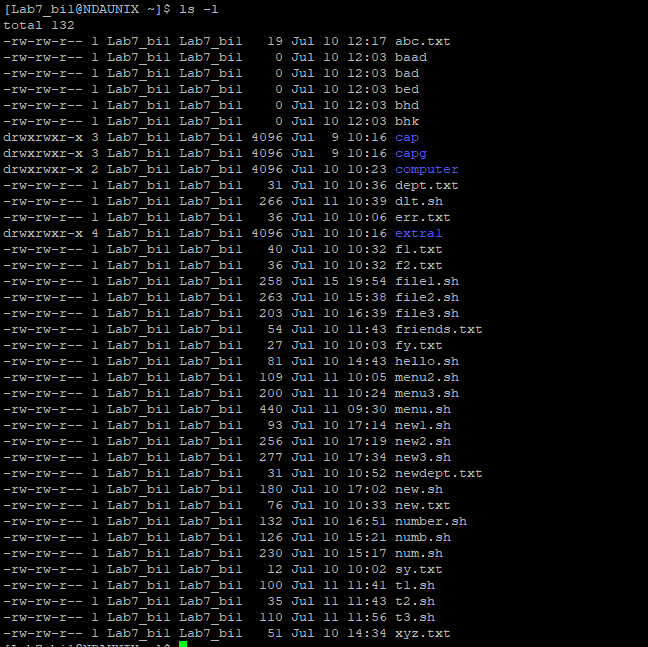 [Lab7_bil@NDAUNIX ~]$ ls -l
total 132
-rw-rw-r-- 1 Lab7_bil Lab7_bil   19 Jul 10 12:17 abc.txt
-rw-rw-r-- 1 Lab7_bil Lab7_bil    0 Jul 10 12:03 baad
-rw-rw-r-- 1 Lab7_bil Lab7_bil    0 Jul 10 12:03 bad
-rw-rw-r-- 1 Lab7_bil Lab7_bil    0 Jul 10 12:03 bed
-rw-rw-r-- 1 Lab7_bil Lab7_bil    0 Jul 10 12:03 bhd
-rw-rw-r-- 1 Lab7_bil Lab7_bil    0 Jul 10 12:03 bhk
drwxrwxr-x 3 Lab7_bil Lab7_bil 4096 Jul  9 10:16 cap
drwxrwxr-x 3 Lab7_bil Lab7_bil 4096 Jul  9 10:16 capg
drwxrwxr-x 2 Lab7_bil Lab7_bil 4096 Jul 10 10:23 computer
-rw-rw-r-- 1 Lab7_bil Lab7_bil   31 Jul 10 10:36 dept.txt
-rw-rw-r-- 1 Lab7_bil Lab7_bil  266 Jul 11 10:39 dlt.sh
-rw-rw-r-- 1 Lab7_bil Lab7_bil   36 Jul 10 10:06 err.txt
drwxrwxr-x 4 Lab7_bil Lab7_bil 4096 Jul 10 10:16 extral
-rw-rw-r-- 1 Lab7_bil Lab7_bil   40 Jul 10 10:32 f1.txt
-rw-rw-r-- 1 Lab7_bil Lab7_bil   36 Jul 10 10:32 f2.txt
-rw-rw-r-- 1 Lab7_bil Lab7_bil  258 Jul 15 19:54 file1.sh
-rw-rw-r-- 1 Lab7_bil Lab7_bil  263 Jul 10 15:38 file2.sh
-rw-rw-r-- 1 Lab7_bil Lab7_bil  203 Jul 10 16:39 file3.sh
-rw-rw-r-- 1 Lab7_bil Lab7_bil   54 Jul 10 11:43 friends.txt
-rw-rw-r-- 1 Lab7_bil Lab7_bil   27 Jul 10 10:03 fy.txt
-rw-rw-r-- 1 Lab7_bil Lab7_bil   81 Jul 10 14:43 hello.sh
-rw-rw-r-- 1 Lab7_bil Lab7_bil  109 Jul 11 10:05 menu2.sh
-rw-rw-r-- 1 Lab7_bil Lab7_bil  200 Jul 11 10:24 menu3.sh
-rw-rw-r-- 1 Lab7_bil Lab7_bil  440 Jul 11 09:30 menu.sh
-rw-rw-r-- 1 Lab7_bil Lab7_bil   93 Jul 10 17:14 new1.sh
-rw-rw-r-- 1 Lab7_bil Lab7_bil  256 Jul 10 17:19 new2.sh
-rw-rw-r-- 1 Lab7_bil Lab7_bil  277 Jul 10 17:34 new3.sh
-rw-rw-r-- 1 Lab7_bil Lab7_bil   31 Jul 10 10:52 newdept.txt
-rw-rw-r-- 1 Lab7_bil Lab7_bil  180 Jul 10 17:02 new.sh
-rw-rw-r-- 1 Lab7_bil Lab7_bil   76 Jul 10 10:33 new.txt
-rw-rw-r-- 1 Lab7_bil Lab7_bil  132 Jul 10 16:51 number.sh
-rw-rw-r-- 1 Lab7_bil Lab7_bil  126 Jul 10 15:21 numb.sh
-rw-rw-r-- 1 Lab7_bil Lab7_bil  230 Jul 10 15:17 num.sh
-rw-rw-r-- 1 Lab7_bil Lab7_bil   12 Jul 10 10:02 sy.txt
-rw-rw-r-- 1 Lab7_bil Lab7_bil  100 Jul 11 11:41 t1.sh
-rw-rw-r-- 1 Lab7_bil Lab7_bil   35 Jul 11 11:43 t2.sh
-rw-rw-r-- 1 Lab7_bil Lab7_bil  110 Jul 11 11:56 t3.sh
-rw-rw-r-- 1 Lab7_bil Lab7_bil   51 Jul 10 14:34 xyz.txt
[Lab7_bil@NDAUNIX ~]$